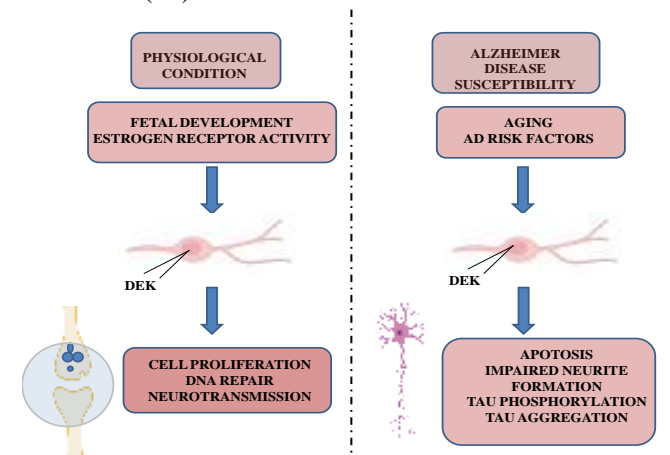 PHYSIOLOGICAL
CONDITION
FETAL DEVELOPMENT
ESTROGEN RECEPTOR ACTIVITY
DEK
CELL PROLIFERATION
DNA REPAIR
NEUROTRANSMISSION
ALZHEIMER
DISEASE
SUSCEPTIBILITY
AGING
AD RISK FACTORS
DEK
APOTOSIS
IMPAIRED NEURITE
FORMATION
TAU PHOSPHORYLATION
TAU AGGREGATION